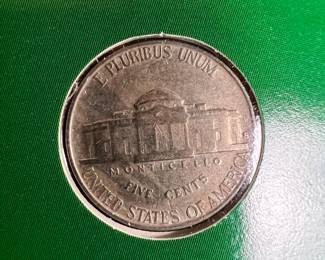 E PLURIBUS UNUM
MONTICELLO
FIVE CENTS
UNITED STATES OF AMERICA